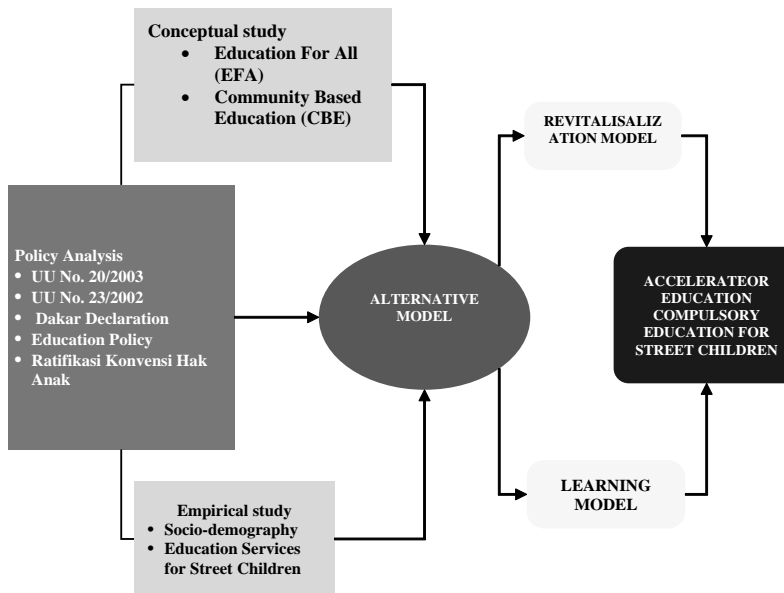 Conceptual study
• Education For All
(EFA)
• Community Based
Education (CBE)
Policy Analysis
• UU No. 20/2003
• UU No. 23/2002
• Dakar Declaration
• Education Policy
• Ratifikasi Konvensi Hak
Anak
Empirical study
• Socio-demography
• Education Services
for Street Children
ALTERNATIVE
MODEL
REVITALISALIZ
ATION MODEL
LEARNING
MODEL
ACCELERATEOR
EDUCATION
COMPULSORY
EDUCATION FOR
STREET CHILDREN